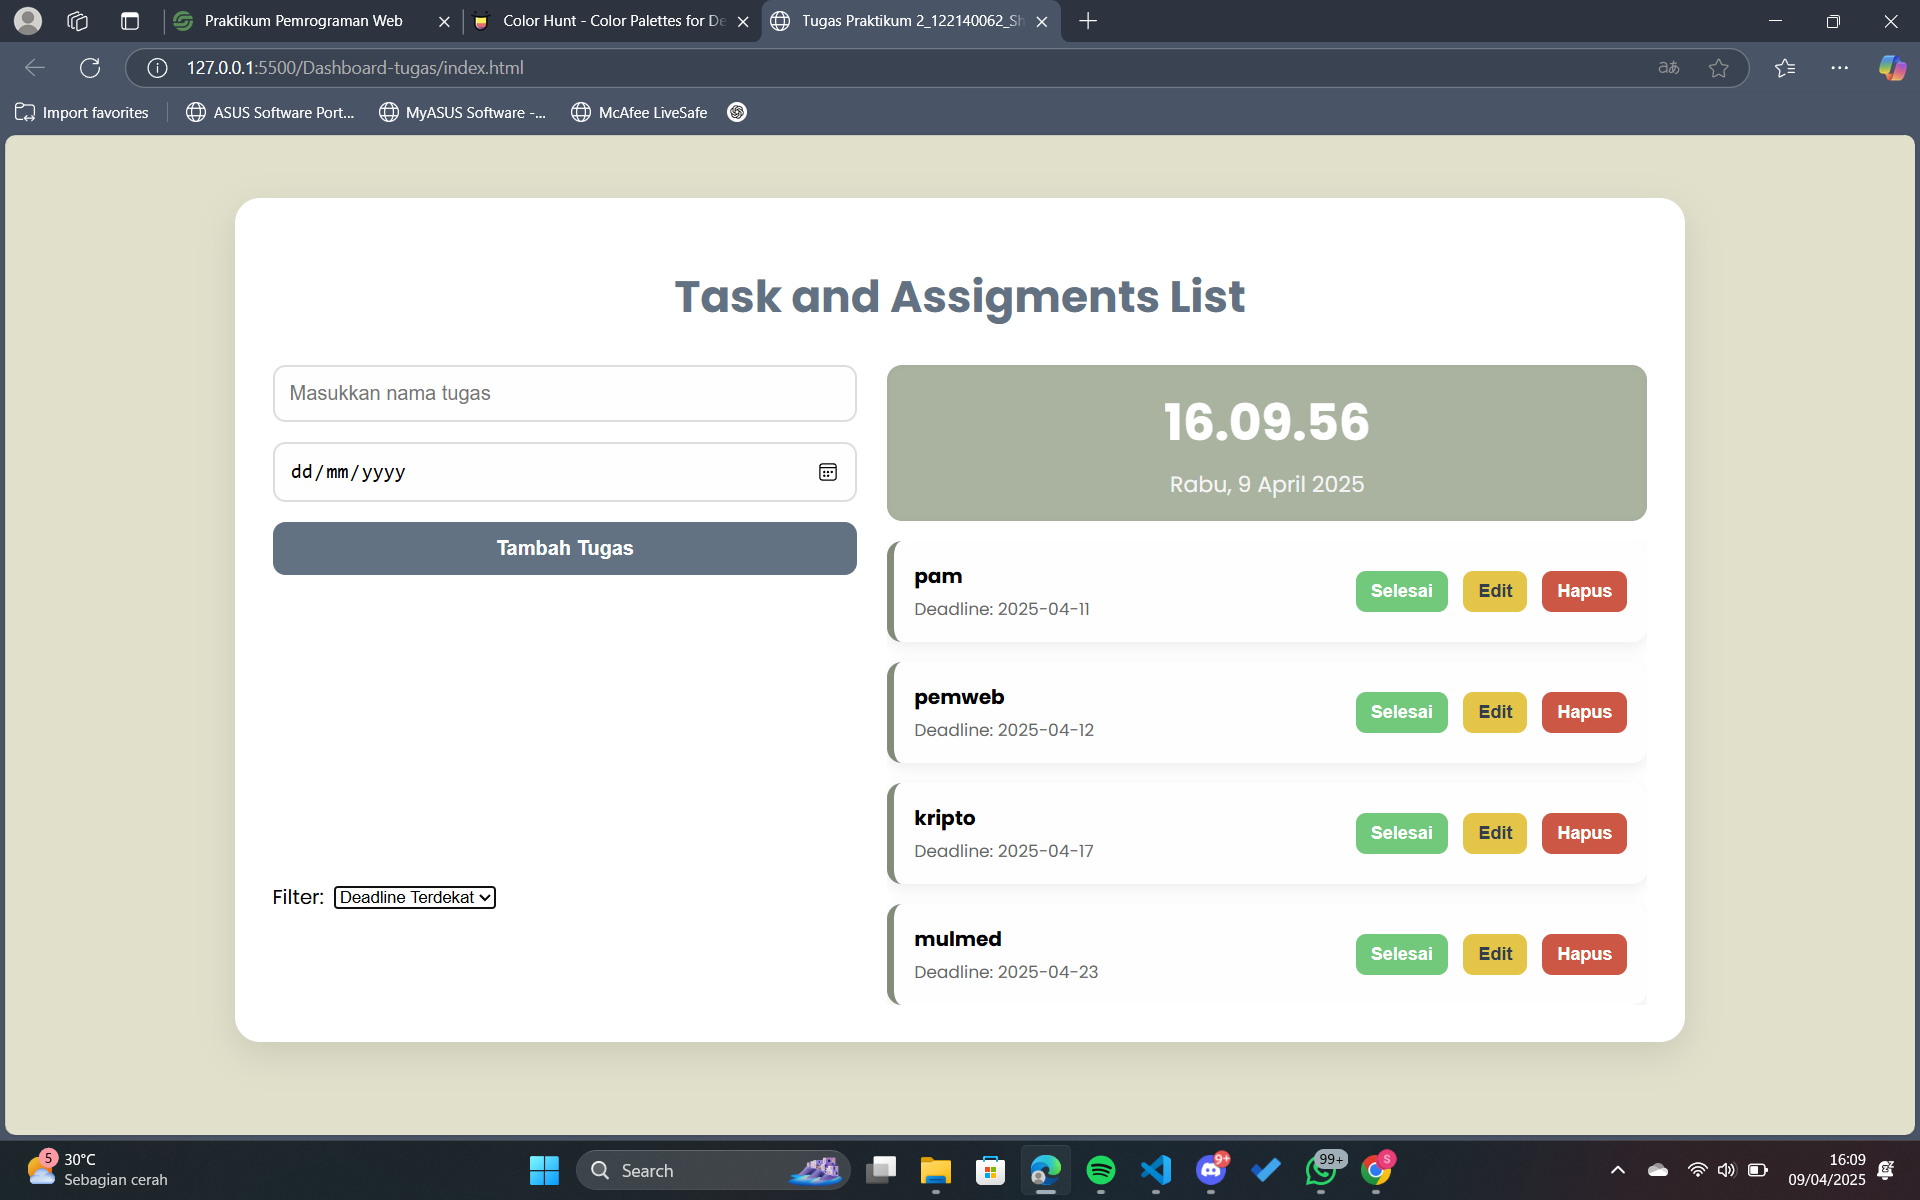 Praktikum Pemrograman Web
Color Hunt - Color Palettes for De
Tugas Praktikum 2_122140062_Sh
127.0.0.1:5500/Dashboard-tugas/index.html
Import favorites
ASUS Software Port...
MyASUS Software -...
McAfee LiveSafe
Task and Assigments List
Masukkan nama tugas
dd/mm/yyyy
Tambah Tugas
Filter: Deadline Terdekat
16.09.56
Rabu, 9 April 2025
pam
Deadline: 2025-04-11
Selesai Edit Hapus
pemweb
Deadline: 2025-04-12
Selesai Edit Hapus
kripto
Deadline: 2025-04-17
Selesai Edit Hapus
mulmed
Deadline: 2025-04-23
Selesai Edit Hapus
5
30°C
Sebagian cerah
Search
9+
99+
S
16:09
09/04/2025